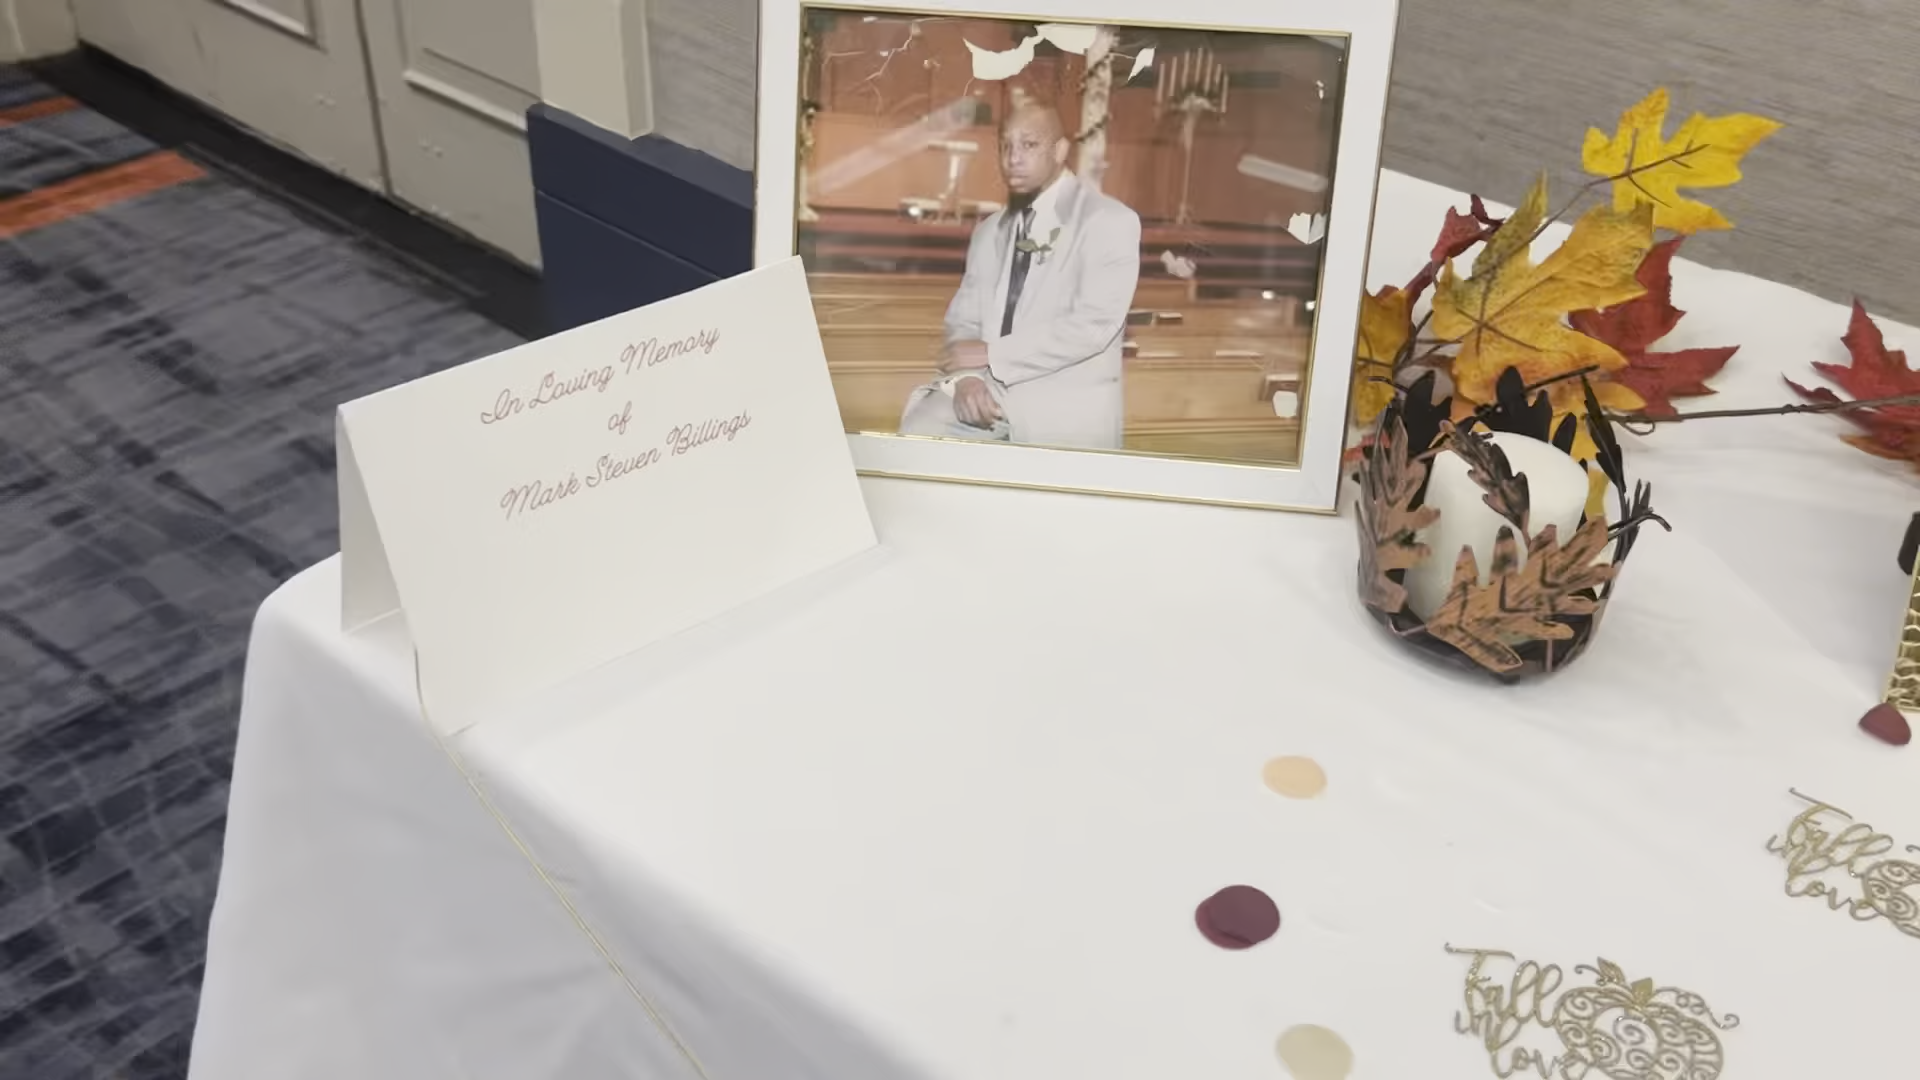 In Loving Memory
of
Mark Steven Billings
Fall
in
love
Fall
in
love